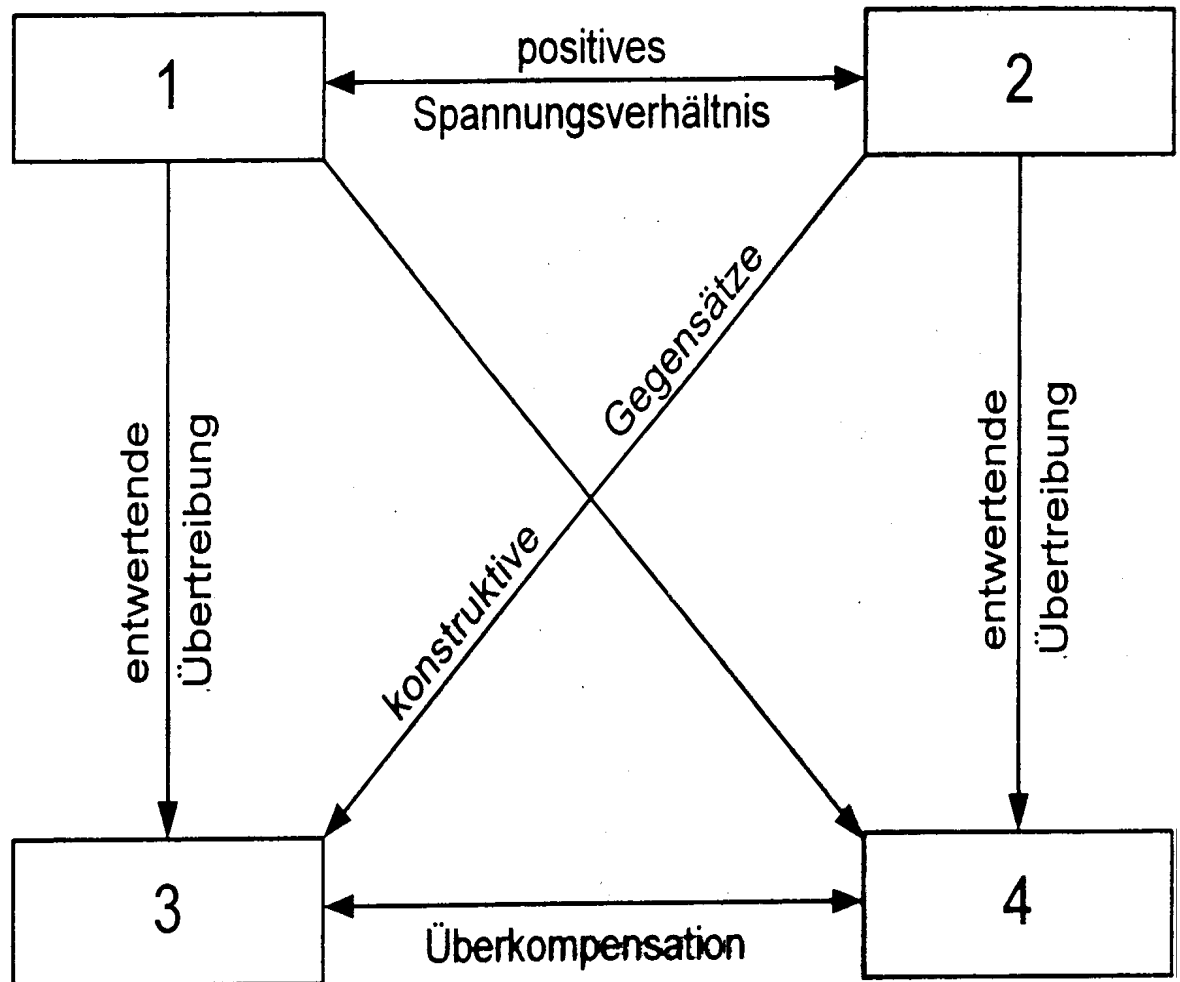 1
positives
Spannungsverhältnis
2
Gegensätze
konstruktive
entwertende
Übertreibung
entwertende
Übertreibung
3
Überkompensation
4